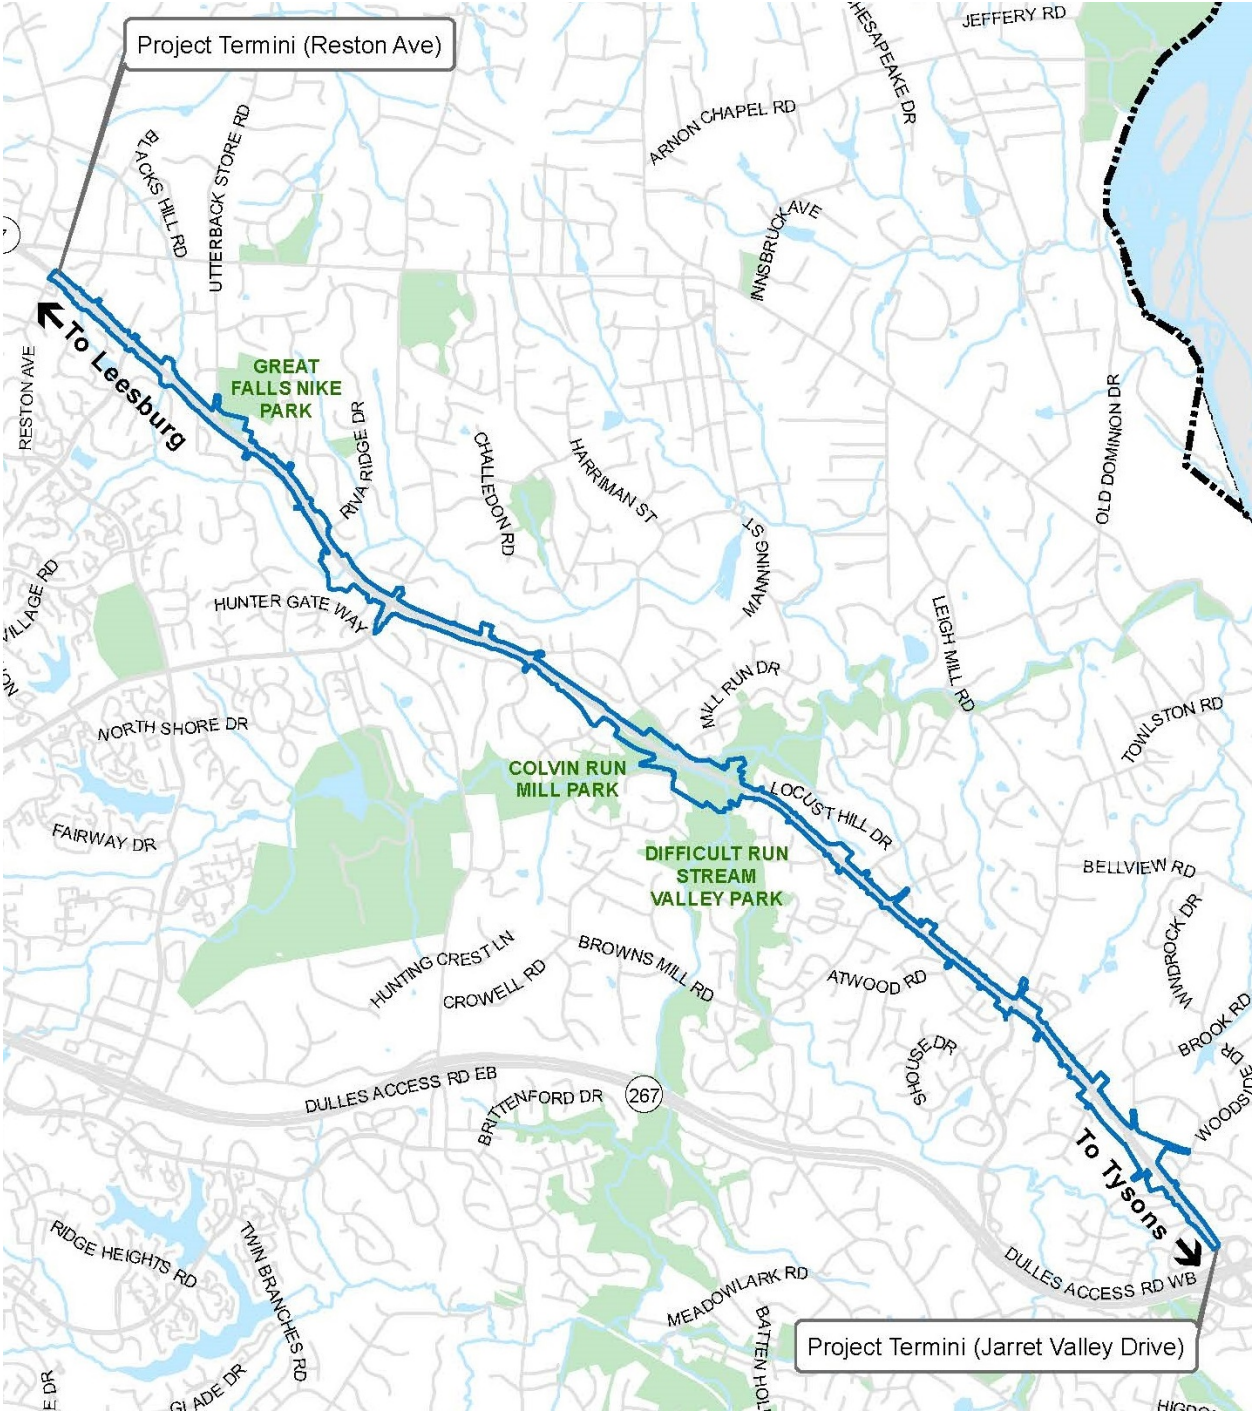 Project Termini (Reston Ave)
JEFFERY RD
CHESAPEAKE DR
ARNON CHAPEL RD
BLACKS HILL RD
UTTERBACK STORE RD
INNSBRUCK AVE
7
To Leesburg
RESTON AVE
GREAT
FALLS NIKE
PARK
RIVA RIDGE DR
CHALLEDON RD
HARRIMAN ST
MANNING ST
OLD DOMINION DR
VILLAGE RD
HUNTER GATE WAY
LEIGH MILL RD
MILL RUN DR
TOWLSTON RD
NORTH SHORE DR
COLVIN RUN
MILL PARK
LOCUST HILL DR
FAIRWAY DR
DIFFICULT RUN
STREAM
VALLEY PARK
BELLVIEW RD
WINDROCK DR
HUNTING CREST LN
CROWELL RD
BROWNS MILL RD
ATWOOD RD
BROOK RD
SHOUSE DR
WOODSIDE DR
DULLES ACCESS RD EB
BRITTENFORD DR
267
To Tysons
RIDGE HEIGHTS RD
TWIN BRANCHES RD
DULLES ACCESS RD WB
MEADOWLARK RD
BATTEN HOL
Project Termini (Jarret Valley Drive)
E DR
GLADE DR